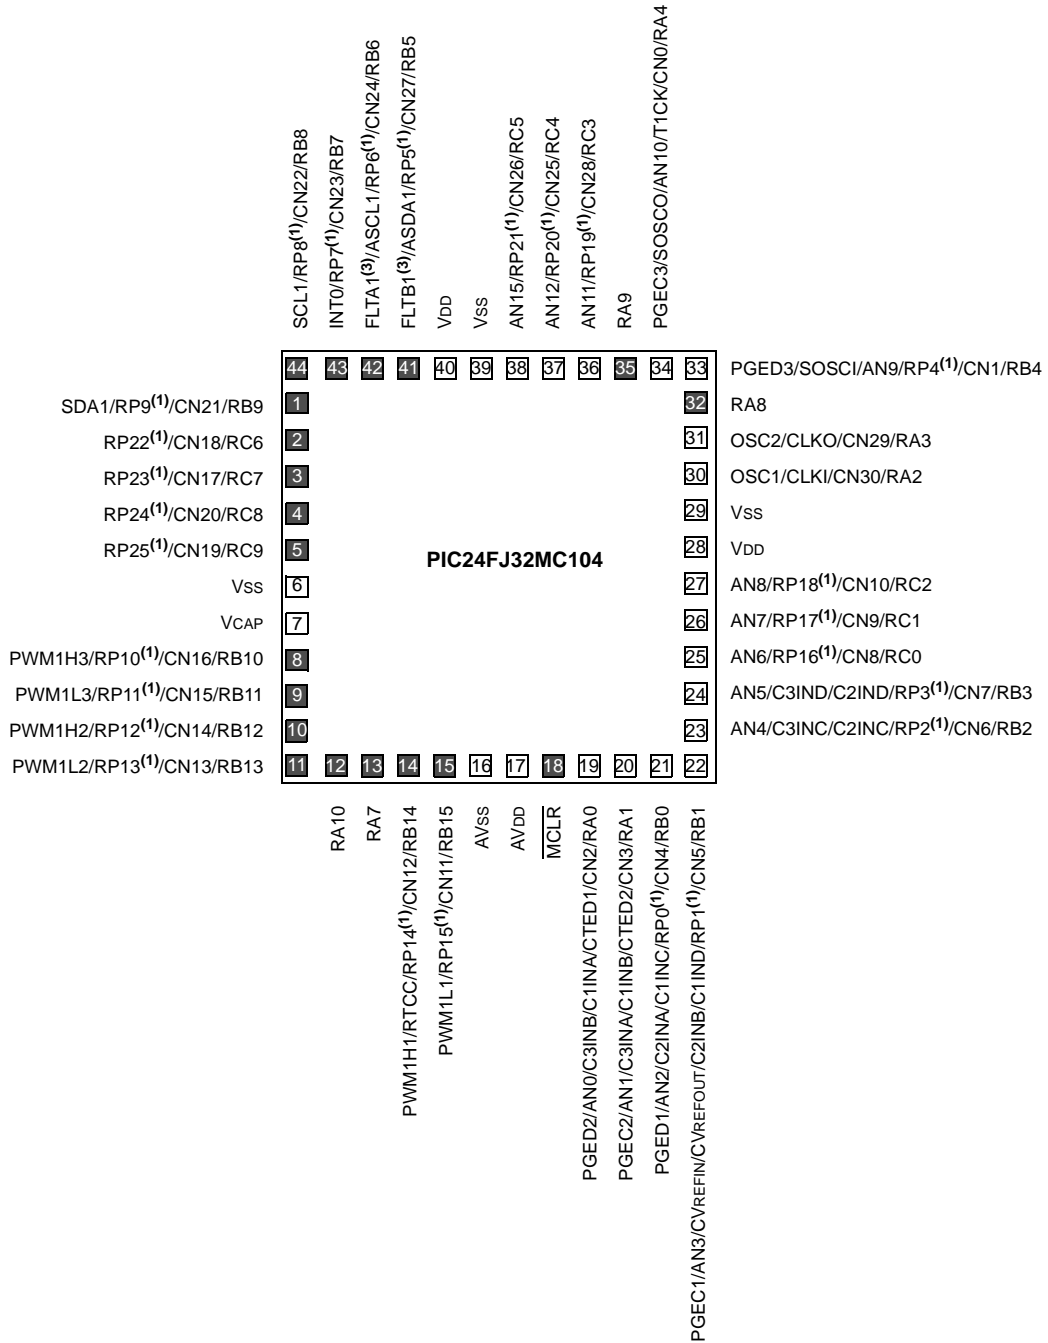 SCL1/RP8(1)/CN22/RB8
INT0/RP7(1)/CN23/RB7
FLTA1(3)/ASCL1/RP6(1)/CN24/RB6
FLTB1(3)/ASDA1/RP5(1)/CN27/RB5
VDD
VSS
AN15/RP21(1)/CN26/RC5
AN12/RP20(1)/CN25/RC4
AN11/RP19(1)/CN28/RC3
RA9
PGEC3/SOSCO/AN10/T1CK/CN0/RA4
44 43 42 41 40 39 38 37 36 35 34 33 PGED3/SOSCI/AN9/RP4(1)/CN1/RB4
SDA1/RP9(1)/CN21/RB9 1 32 RA8
RP22(1)/CN18/RC6 2 31 OSC2/CLKO/CN29/RA3
RP23(1)/CN17/RC7 3 30 OSC1/CLKI/CN30/RA2
RP24(1)/CN20/RC8 4 29 VSS
RP25(1)/CN19/RC9 5 28 VDD
PIC24FJ32MC104
VSS 6 27 AN8/RP18(1)/CN10/RC2
VCAP 7 26 AN7/RP17(1)/CN9/RC1
PWM1H3/RP10(1)/CN16/RB10 8 25 AN6/RP16(1)/CN8/RC0
PWM1L3/RP11(1)/CN15/RB11 9 24 AN5/C3IND/C2IND/RP3(1)/CN7/RB3
PWM1H2/RP12(1)/CN14/RB12 10 23 AN4/C3INC/C2INC/RP2(1)/CN6/RB2
PWM1L2/RP13(1)/CN13/RB13 11 12 13 14 15 16 17 18 19 20 21 22
RA10
RA7
PWM1H1/RTCC/RP14(1)/CN12/RB14
PWM1L1/RP15(1)/CN11/RB15
AVSS
AVDD
MCLR
PGED2/AN0/C3INB/C1INA/CTED1/CN2/RA0
PGEC2/AN1/C3INA/C1INB/CTED2/CN3/RA1
PGED1/AN2/C2INA/C1INC/RP0(1)/CN4/RB0
PGEC1/AN3/CVREFIN/CVREFOUT/C2INB/C1IND/RP1(1)/CN5/RB1